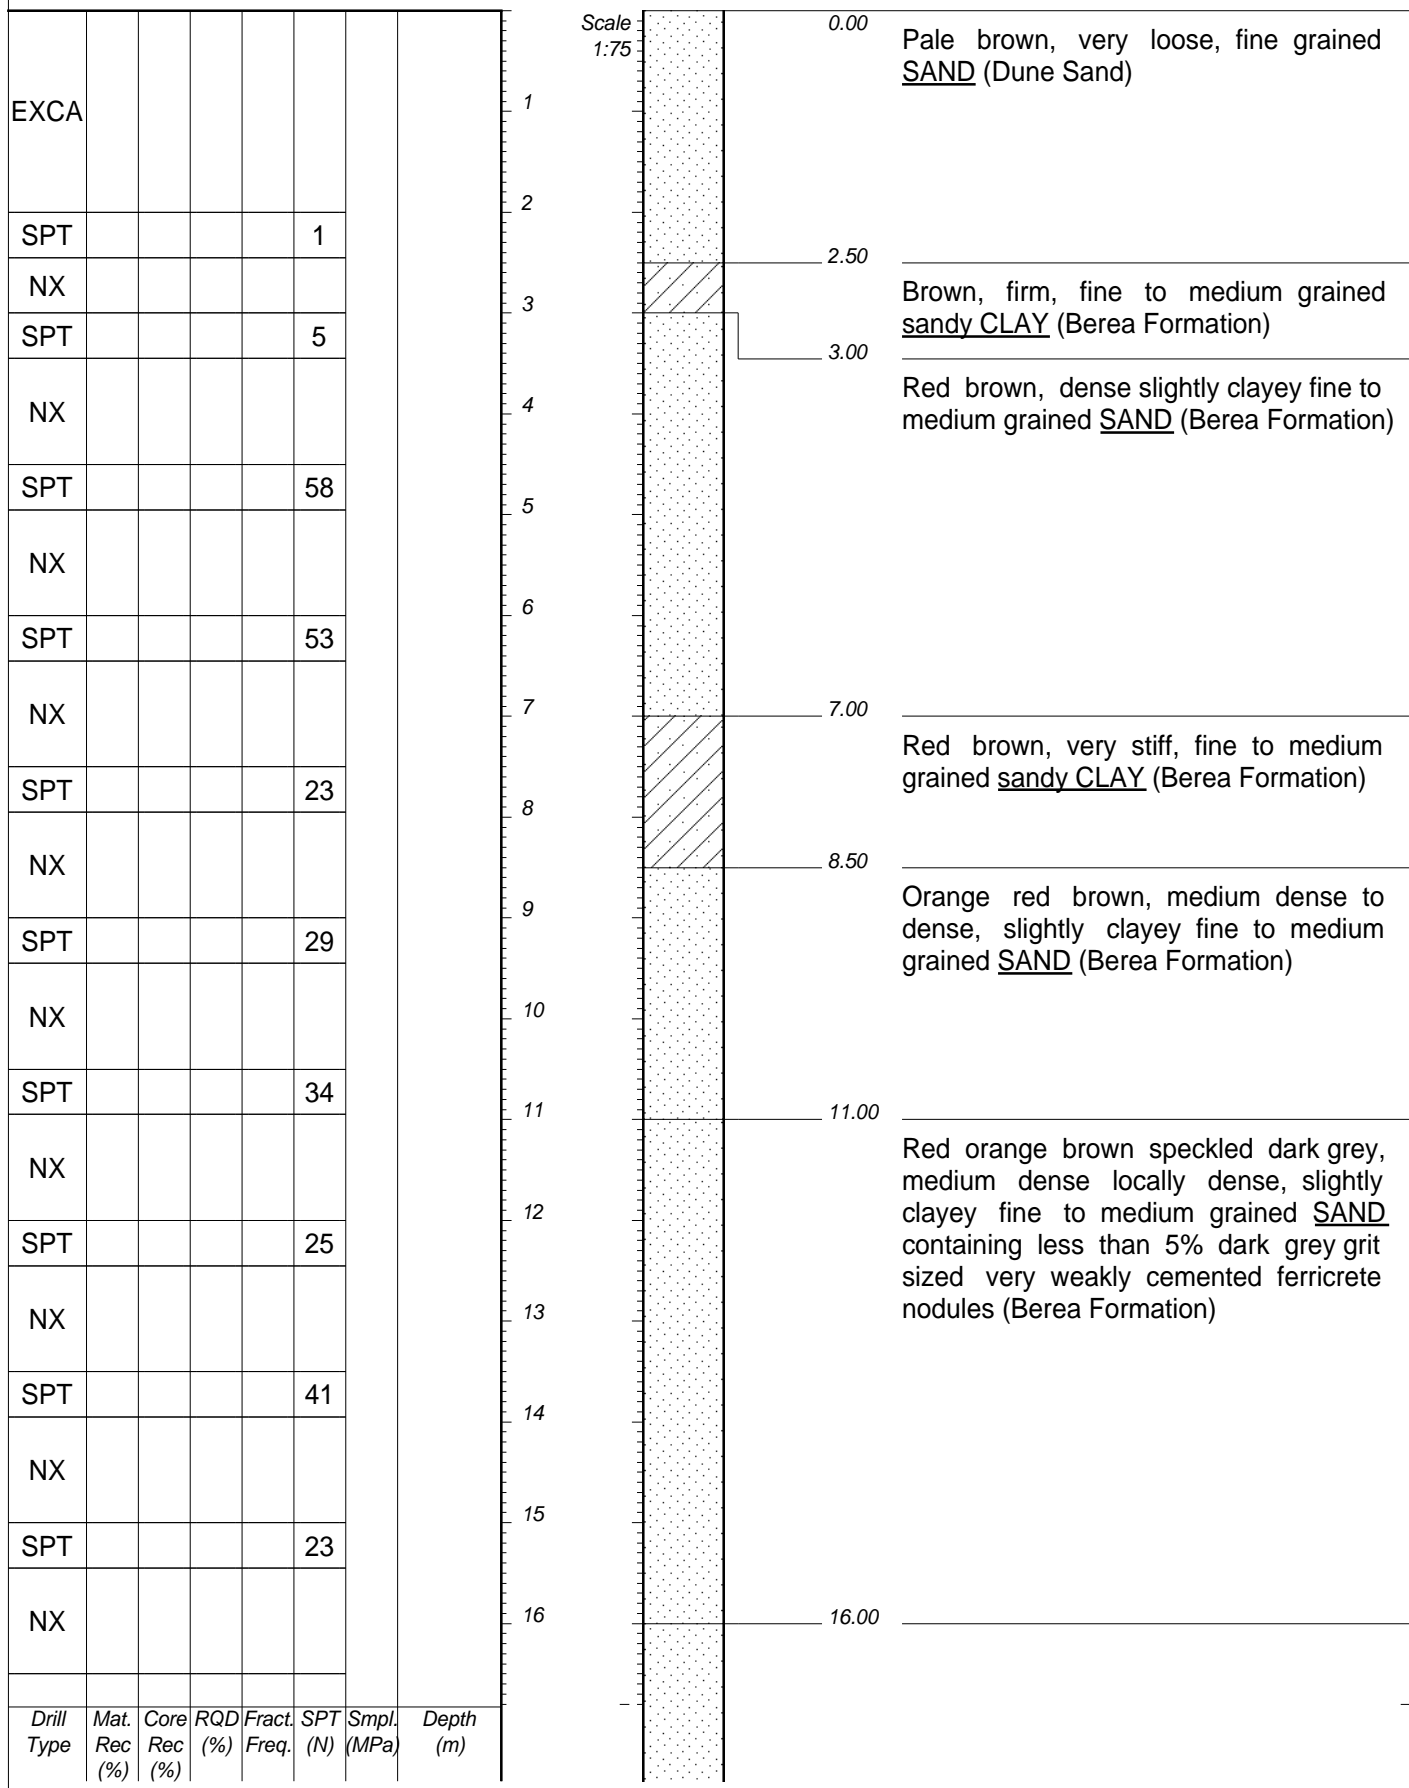 Scale
1:75
0.00
Pale brown, very loose, fine grained
SAND (Dune Sand)
EXCA
1
2
SPT 1
2.50
NX
Brown, firm, fine to medium grained
sandy CLAY (Berea Formation)
3
SPT 5
3.00
Red brown, dense slightly clayey fine to
medium grained SAND (Berea Formation)
NX
4
SPT 58
5
NX
6
SPT 53
NX
7
7.00
Red brown, very stiff, fine to medium
grained sandy CLAY (Berea Formation)
SPT 23
8
NX
8.50
Orange red brown, medium dense to
dense, slightly clayey fine to medium
grained SAND (Berea Formation)
9
SPT 29
NX
10
SPT 34
11
11.00
Red orange brown speckled dark grey,
medium dense locally dense, slightly
clayey fine to medium grained SAND
containing less than 5% dark grey grit
sized very weakly cemented ferricrete
nodules (Berea Formation)
NX
12
SPT 25
NX
13
SPT 41
14
NX
15
SPT 23
NX
16
16.00
Drill Mat. Core RQD Fract. SPT Smpl. Depth
Type Rec Rec (%) Freq. (N) (MPa) (m)
(%) (%)